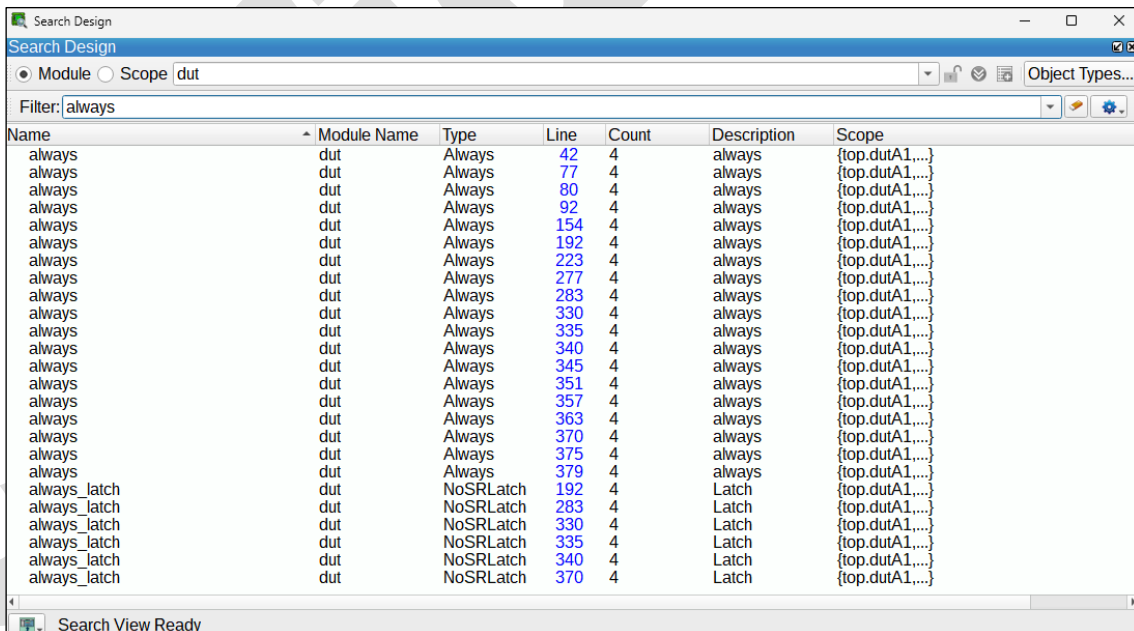 Search Design
Search Design
Module Scope dut Object Types...
Filter: always
Name Module Name Type Line Count Description Scope
always dut Always 42 4 always {top.dutA1,...}
always dut Always 77 4 always {top.dutA1,...}
always dut Always 80 4 always {top.dutA1,...}
always dut Always 92 4 always {top.dutA1,...}
always dut Always 154 4 always {top.dutA1,...}
always dut Always 192 4 always {top.dutA1,...}
always dut Always 223 4 always {top.dutA1,...}
always dut Always 277 4 always {top.dutA1,...}
always dut Always 283 4 always {top.dutA1,...}
always dut Always 330 4 always {top.dutA1,...}
always dut Always 335 4 always {top.dutA1,...}
always dut Always 340 4 always {top.dutA1,...}
always dut Always 345 4 always {top.dutA1,...}
always dut Always 351 4 always {top.dutA1,...}
always dut Always 357 4 always {top.dutA1,...}
always dut Always 363 4 always {top.dutA1,...}
always dut Always 370 4 always {top.dutA1,...}
always dut Always 375 4 always {top.dutA1,...}
always dut Always 379 4 always {top.dutA1,...}
always_latch dut NoSRLatch 192 4 Latch {top.dutA1,...}
always_latch dut NoSRLatch 283 4 Latch {top.dutA1,...}
always_latch dut NoSRLatch 330 4 Latch {top.dutA1,...}
always_latch dut NoSRLatch 335 4 Latch {top.dutA1,...}
always_latch dut NoSRLatch 340 4 Latch {top.dutA1,...}
always_latch dut NoSRLatch 370 4 Latch {top.dutA1,...}
Search View Ready